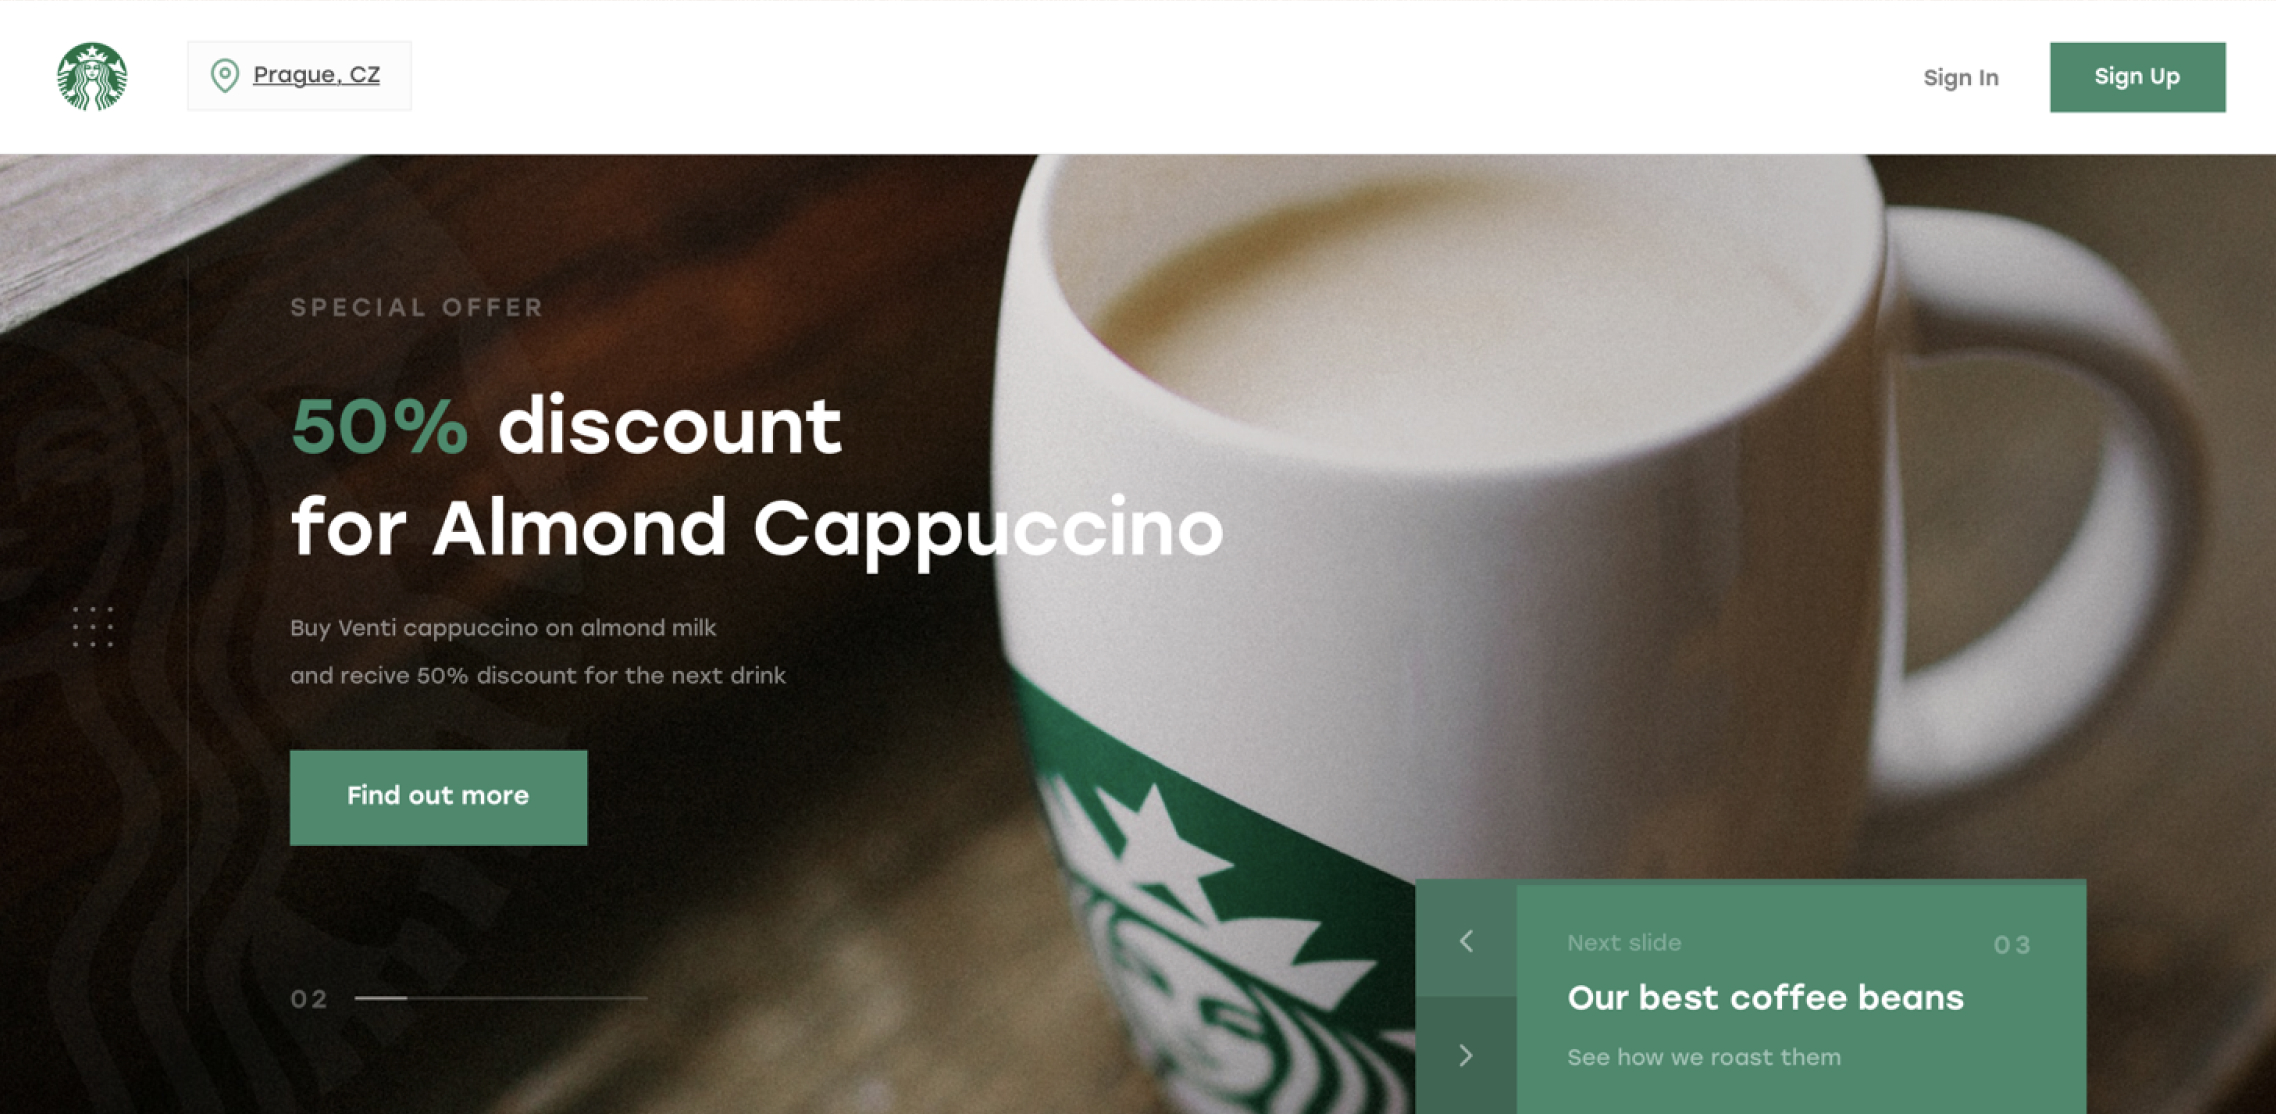 Prague, CZ
Sign In
Sign Up
SPECIAL OFFER
50% discount
for Almond Cappuccino
Buy Venti cappuccino on almond milk
and recive 50% discount for the next drink
Find out more
02
Next slide
03
Our best coffee beans
See how we roast them